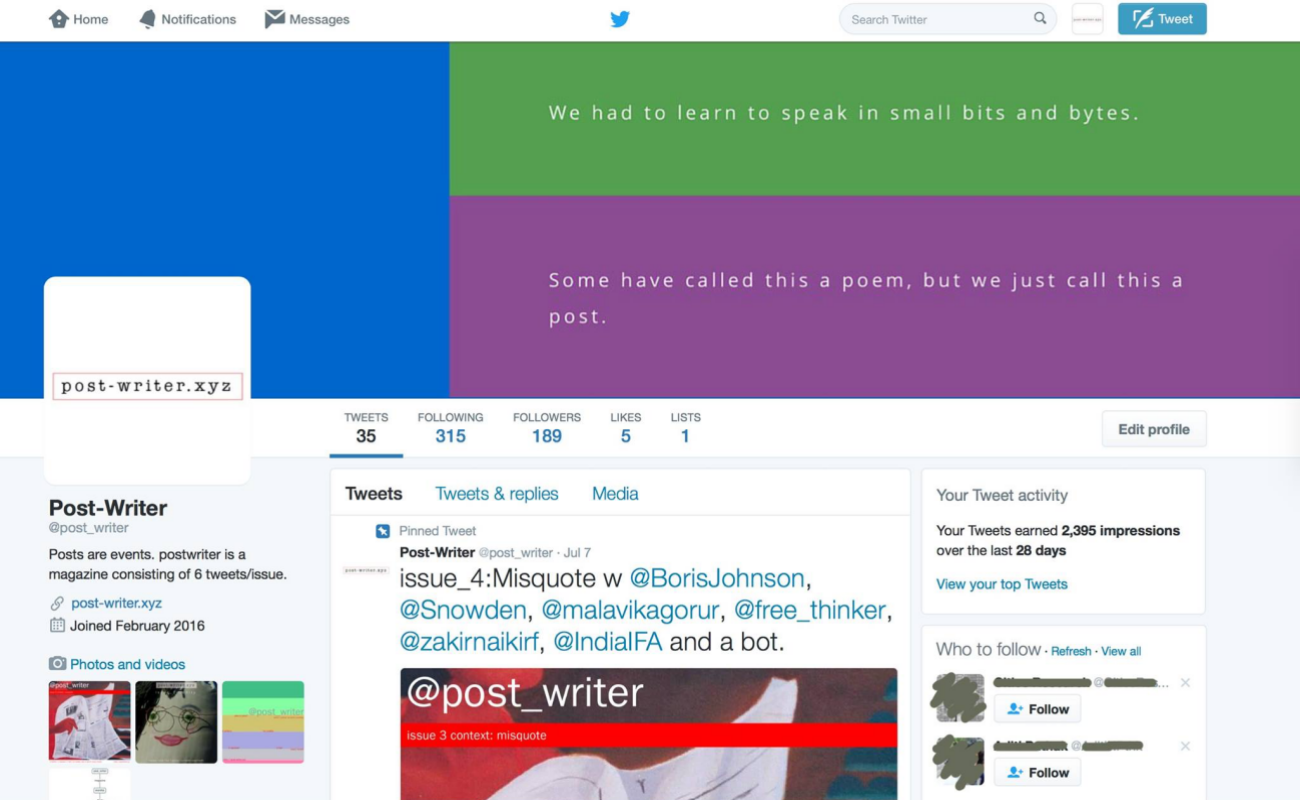 Home Notifications Messages Search Twitter Tweet
We had to learn to speak in small bits and bytes.
Some have called this a poem, but we just call this a
post.
post-writer.xyz
TWEETS FOLLOWING FOLLOWERS LIKES LISTS
35 315 189 5 1
Edit profile
Post-Writer
@post_writer
Posts are events. postwriter is a
magazine consisting of 6 tweets/issue.
post-writer.xyz
Joined February 2016
Photos and videos
@post_writer
@post_writer
Tweets Tweets & replies Media
Pinned Tweet
Post-Writer @post_writer · Jul 7
post-writer.xyz
issue_4:Misquote w @BorisJohnson,
@Snowden, @malavikagorur, @free_thinker,
@zakirnaikirf, @IndiaIFA and a bot.
@post_writer
issue 3 context: misquote
Your Tweet activity
Your Tweets earned 2,395 impressions
over the last 28 days
View your top Tweets
Who to follow · Refresh · View all
Follow
Follow